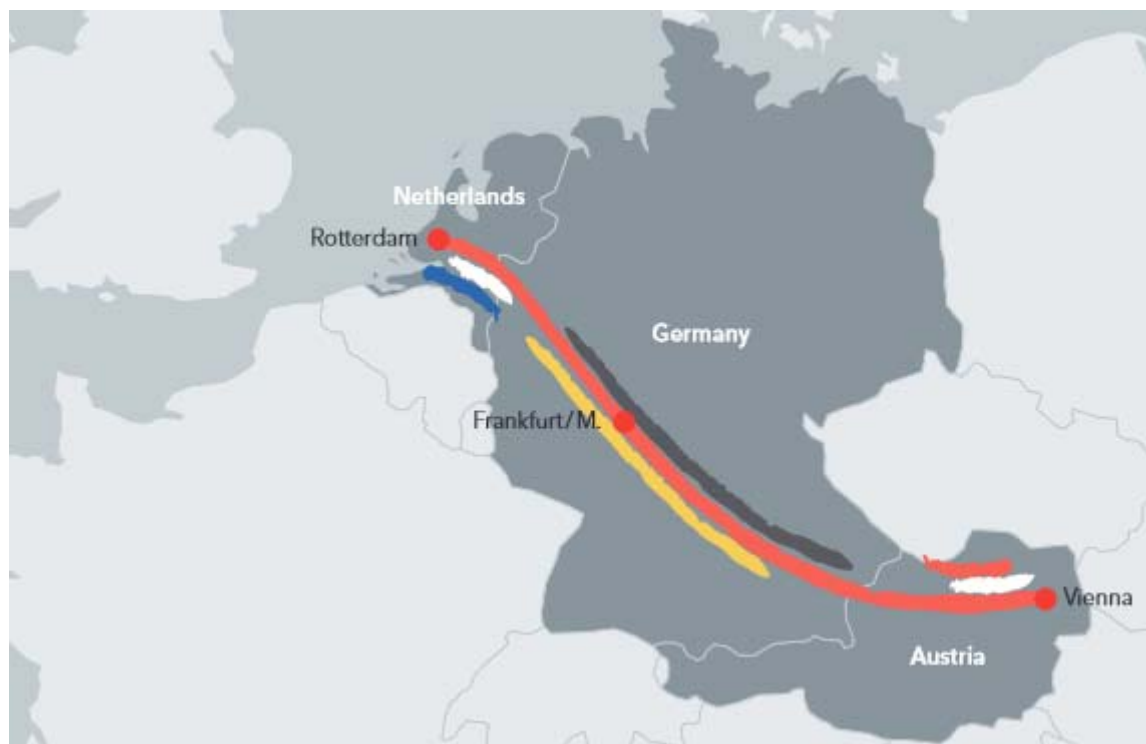 Netherlands
Rotterdam
Germany
Frankfurt/M.
Vienna
Austria